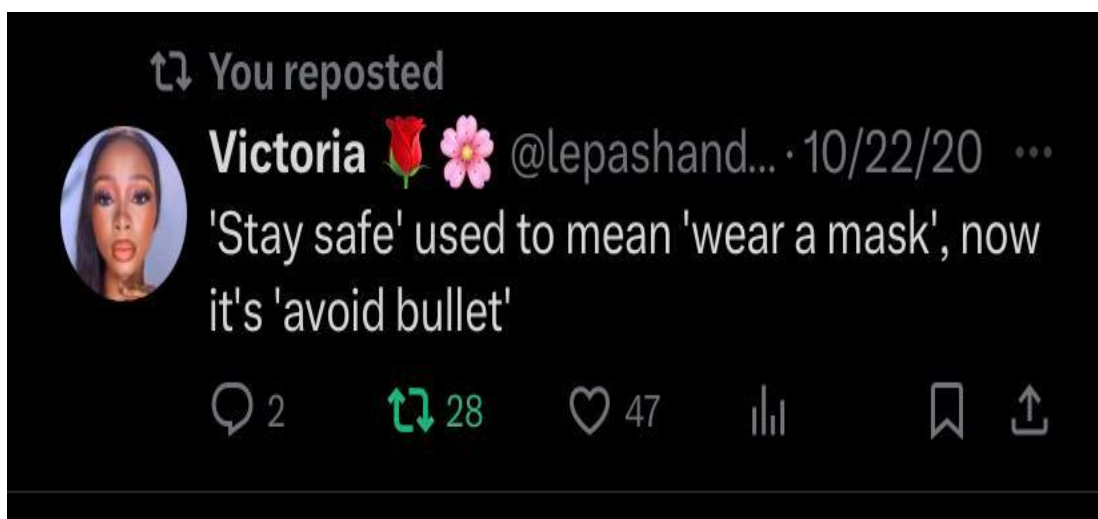 You reposted
Victoria 🌹🌸 @lepashand... · 10/22/20
'Stay safe' used to mean 'wear a mask', now
it's 'avoid bullet'
2 28 47